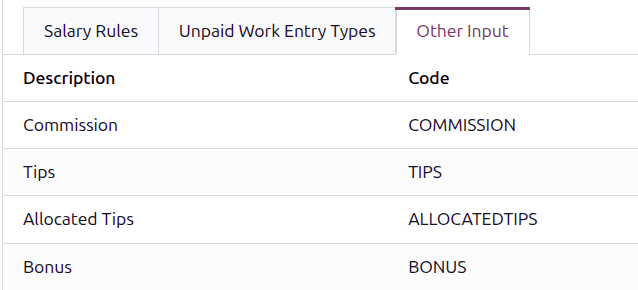 Salary Rules Unpaid Work Entry Types Other Input
Description Code
Commission COMMISSION
Tips TIPS
Allocated Tips ALLOCATEDTIPS
Bonus BONUS